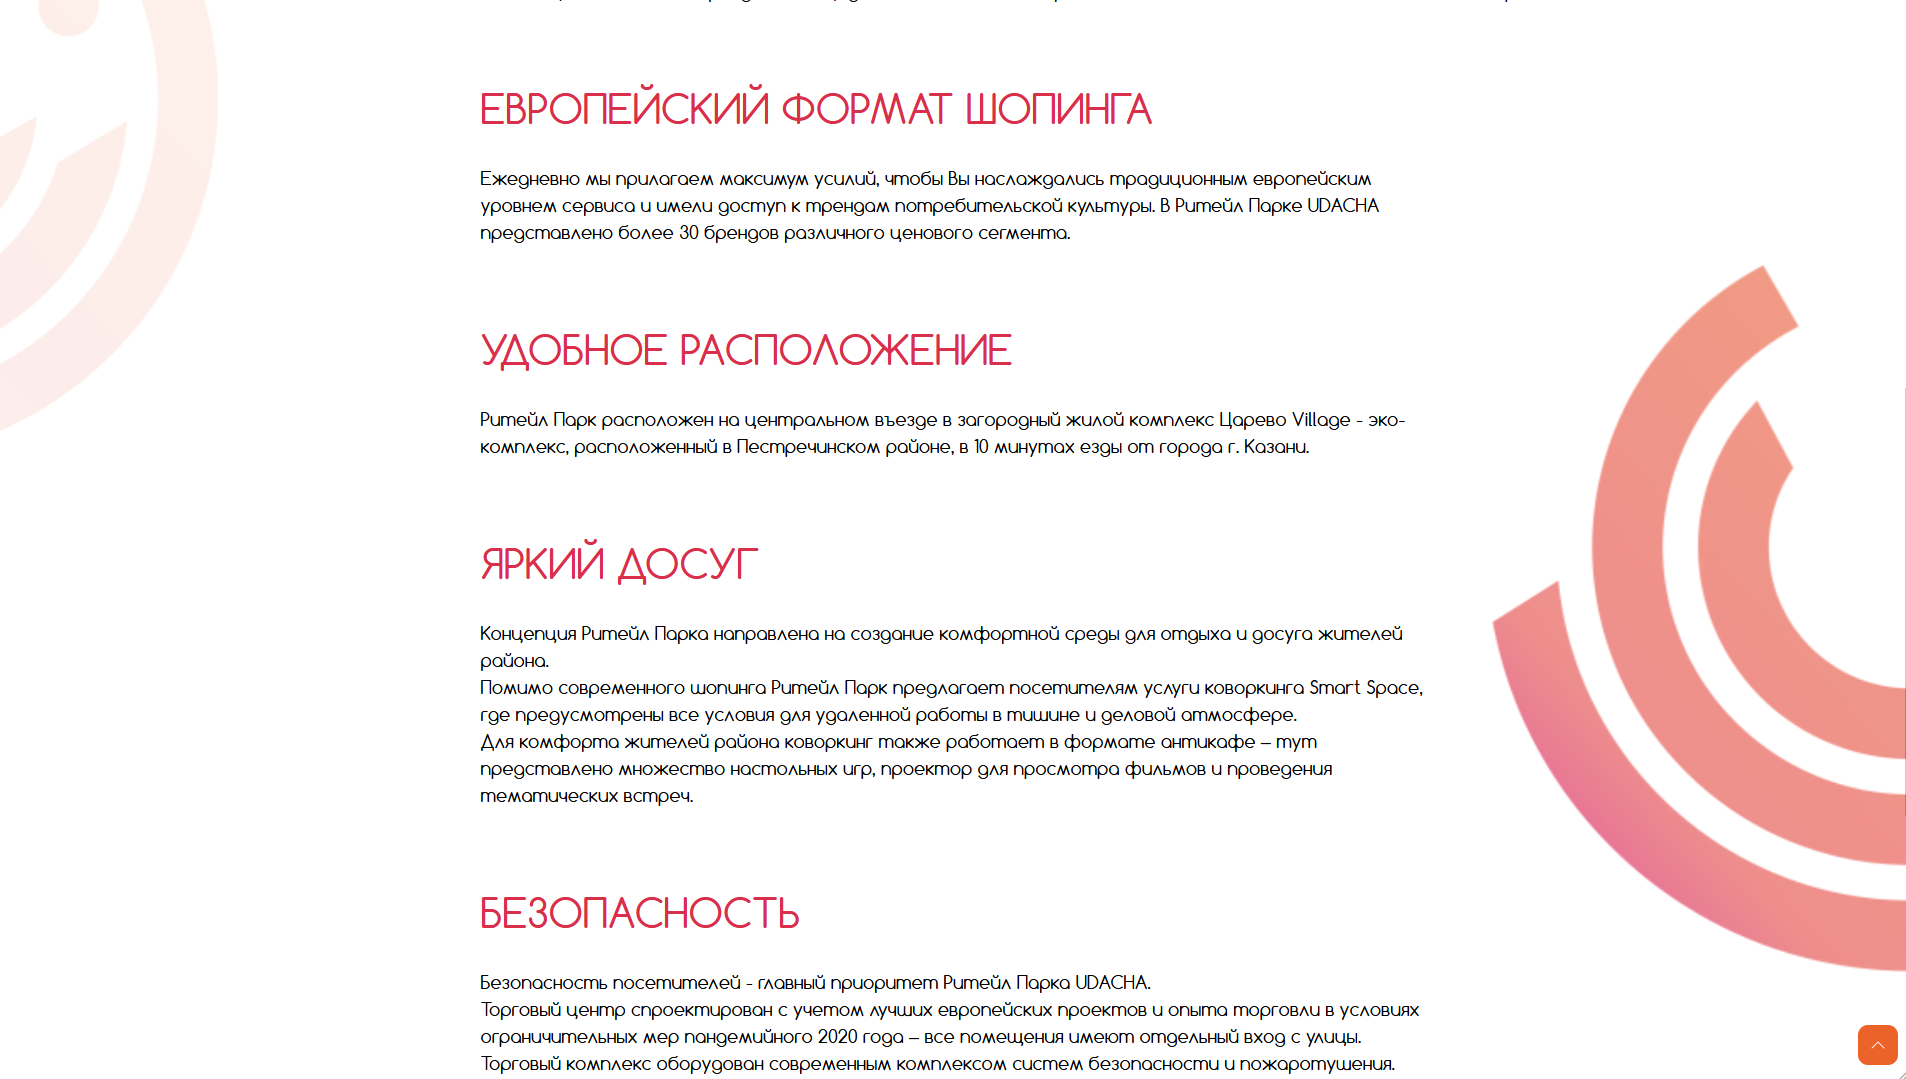 ЕВРОПЕЙСКИЙ ФОРМАТ ШОПИНГА
Ежедневно мы прилагаем максимум усилий, чтобы Вы наслаждались традиционным европейским
уровнем сервиса и имели доступ к трендам потребительской культуры. В Ритейл Парке UDACHA
представлено более 30 брендов различного ценового сегмента.
УДОБНОЕ РАСПОЛОЖЕНИЕ
Ритейл Парк расположен на центральном въезде в загородный жилой комплекс Царево Village - эко-
комплекс, расположенный в Пестречинском районе, в 10 минутах езды от города г. Казани.
ЯРКИЙ ДОСУГ
Концепция Ритейл Парка направлена на создание комфортной среды для отдыха и досуга жителей
района.
Помимо современного шопинга Ритейл Парк предлагает посетителям услуги коворкинга Smart Space,
где предусмотрены все условия для удаленной работы в тишине и деловой атмосфере.
Для комфорта жителей района коворкинг также работает в формате антикафе – тут
представлено множество настольных игр, проектор для просмотра фильмов и проведения
тематических встреч.
БЕЗОПАСНОСТЬ
Безопасность посетителей - главный приоритет Ритейл Парка UDACHA.
Торговый центр спроектирован с учетом лучших европейских проектов и опыта торговли в условиях
ограничительных мер пандемийного 2020 года – все помещения имеют отдельный вход с улицы.
Торговый комплекс оборудован современным комплексом систем безопасности и пожаротушения.